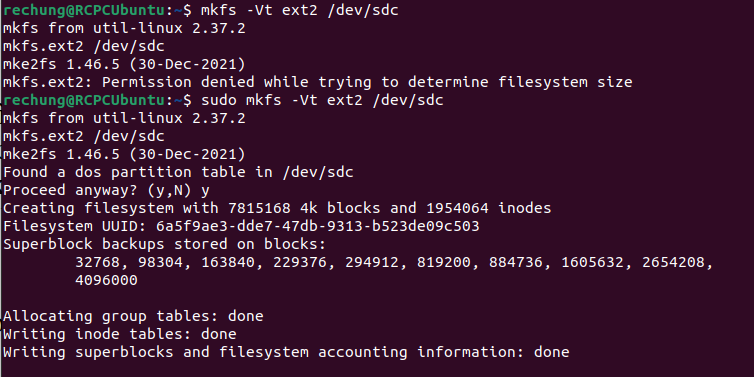 rechung@RCPCUbuntu:~$ mkfs -Vt ext2 /dev/sdc
mkfs from util-linux 2.37.2
mkfs.ext2 /dev/sdc
mke2fs 1.46.5 (30-Dec-2021)
mkfs.ext2: Permission denied while trying to determine filesystem size
rechung@RCPCUbuntu:~$ sudo mkfs -Vt ext2 /dev/sdc
mkfs from util-linux 2.37.2
mkfs.ext2 /dev/sdc
mke2fs 1.46.5 (30-Dec-2021)
Found a dos partition table in /dev/sdc
Proceed anyway? (y,N) y
Creating filesystem with 7815168 4k blocks and 1954064 inodes
Filesystem UUID: 6a5f9ae3-dde7-47db-9313-b523de09c503
Superblock backups stored on blocks:
32768, 98304, 163840, 229376, 294912, 819200, 884736, 1605632, 2654208,
4096000
Allocating group tables: done
Writing inode tables: done
Writing superblocks and filesystem accounting information: done